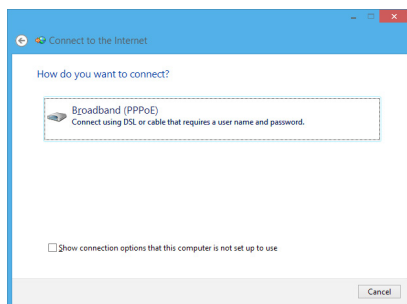 Connect to the Internet
How do you want to connect?
Broadband (PPPoE)
Connect using DSL or cable that requires a user name and password.
Show connection options that this computer is not set up to use
Cancel